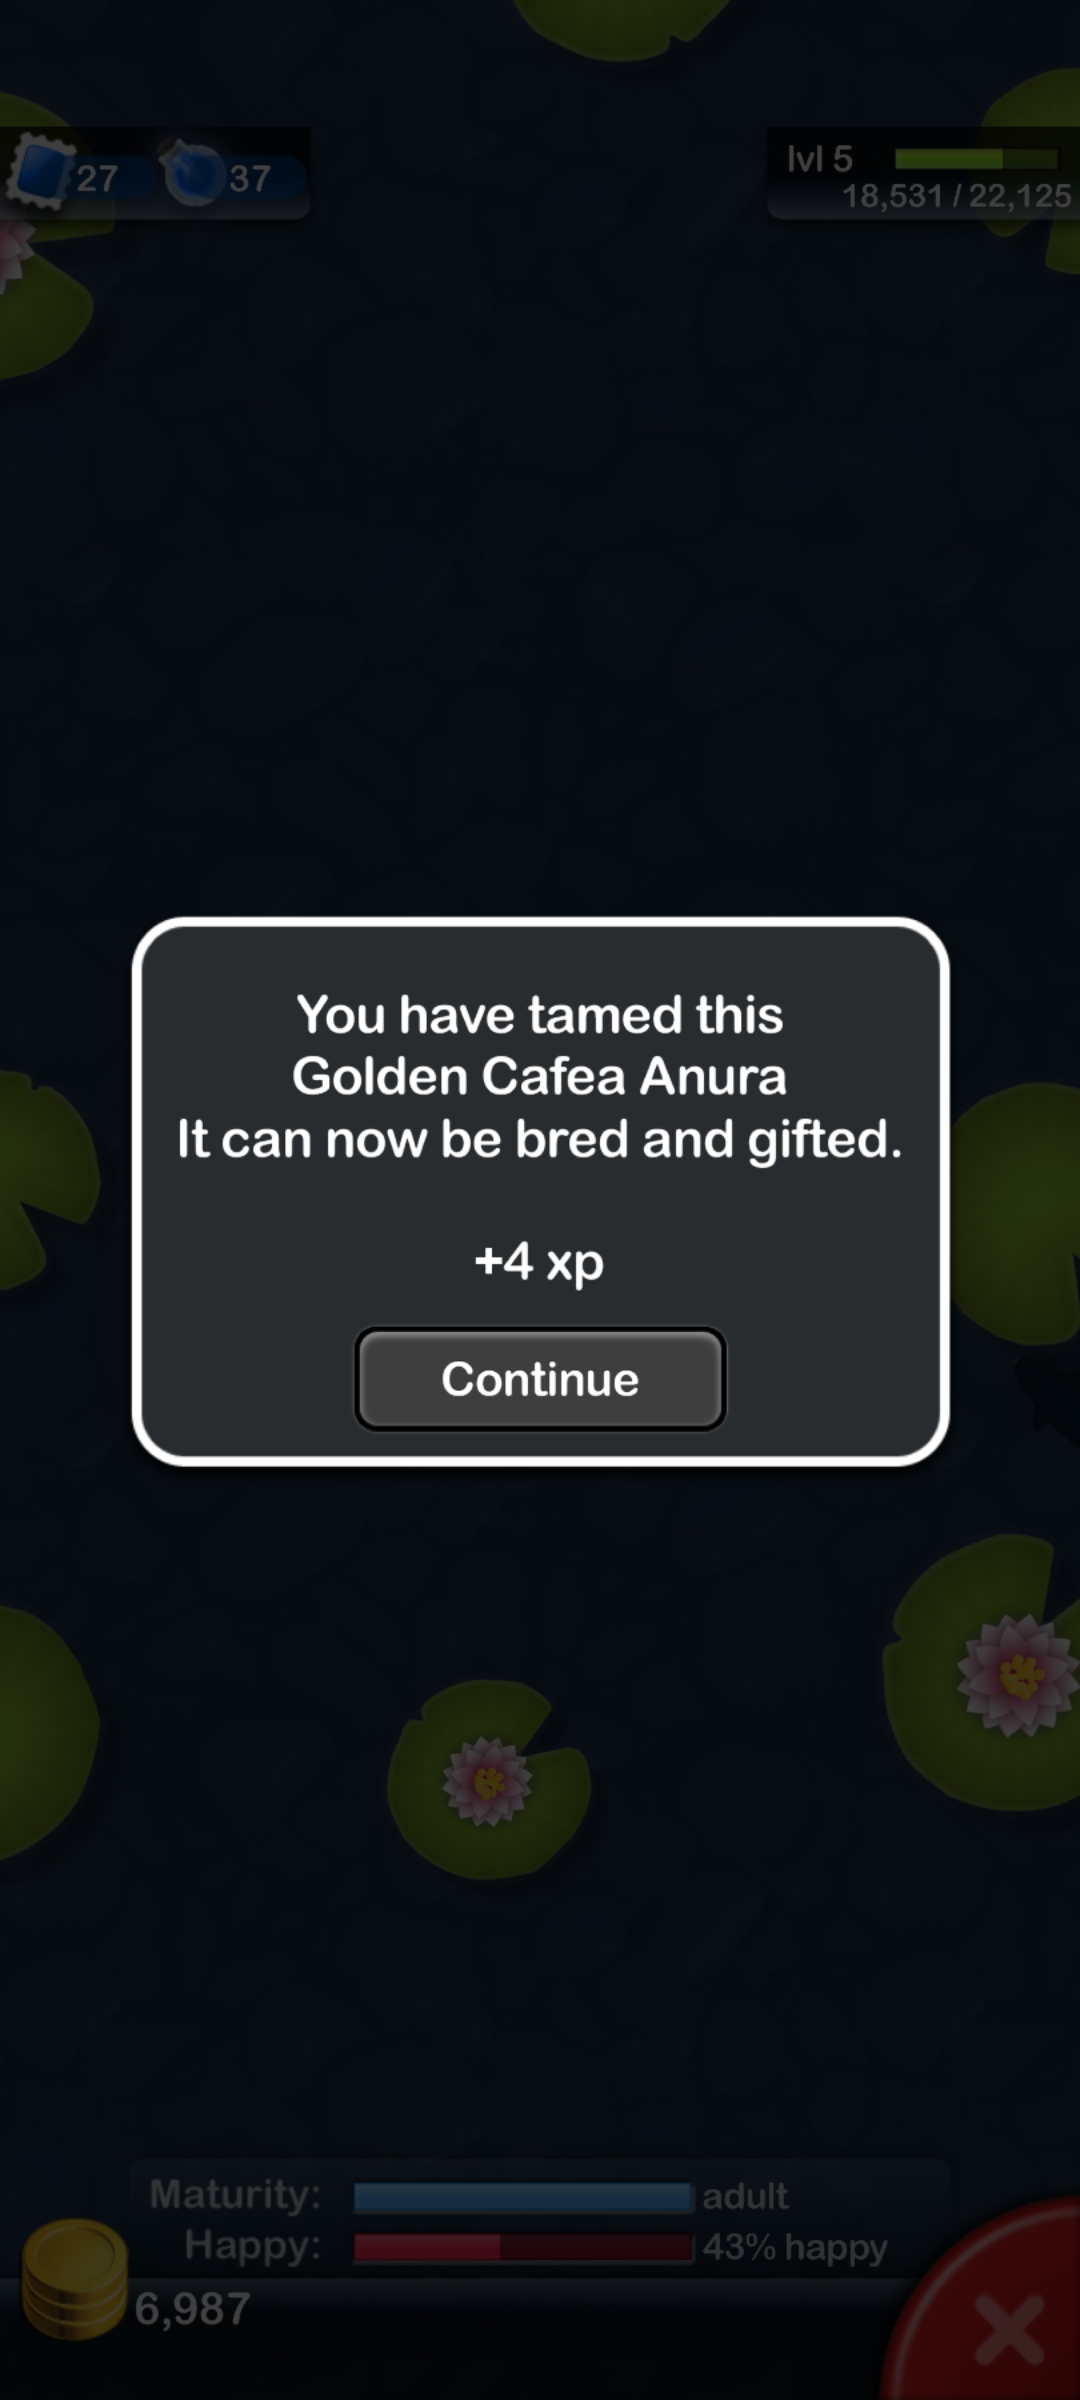 27 37
lvl 5
18,531 / 22,125
You have tamed this
Golden Cafea Anura
It can now be bred and gifted.
+4 xp
Continue
Maturity: adult
Happy: 43% happy
6,987